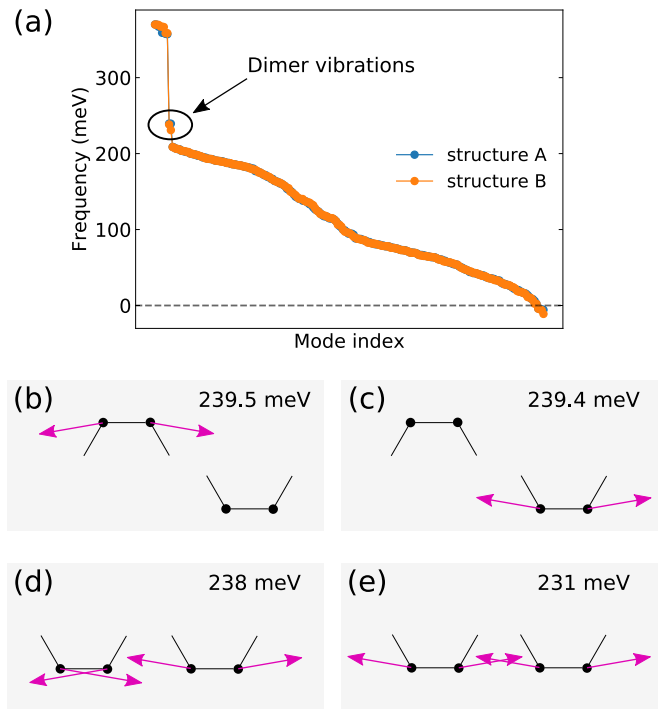 (a)
Dimer vibrations
structure A
structure B
Frequency (meV)
300
200
100
0
Mode index
(b)
239.5 meV
(c)
239.4 meV
(d)
238 meV
(e)
231 meV